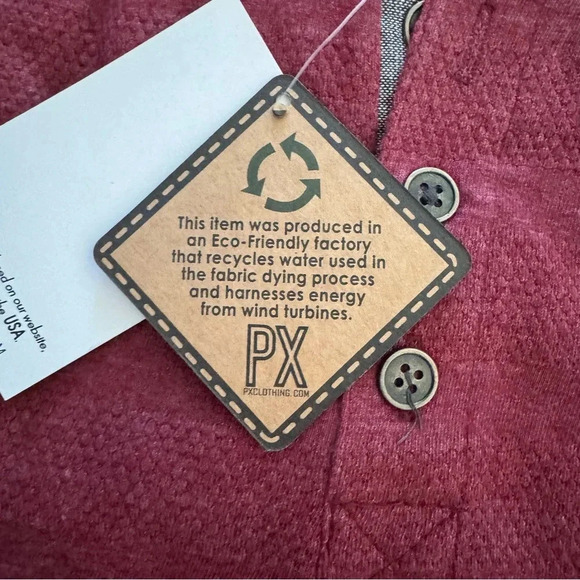 This item was produced in
an Eco-Friendly factory
that recycles water used in
the fabric dying process
and harnesses energy
from wind turbines.
PX
PXCLOTHING.COM
on our website,
the USA.